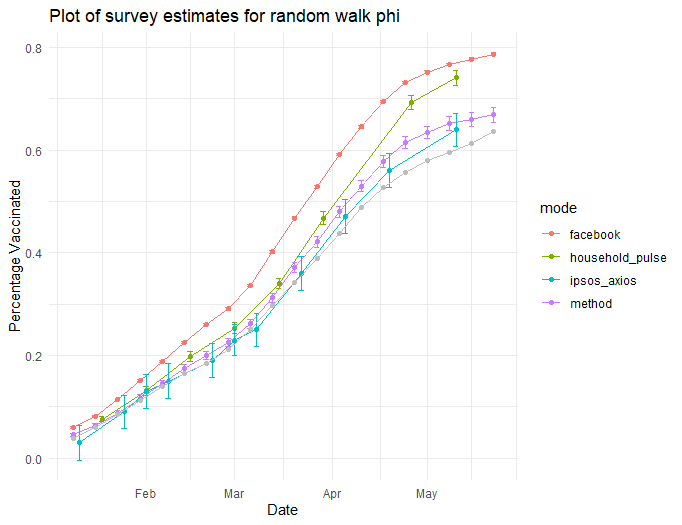 Plot of survey estimates for random walk phi
0.8
0.6
0.4
0.2
0.0
Percentage Vaccinated
Feb Mar Apr May
Date
mode
facebook
household_pulse
ipsos_axios
method